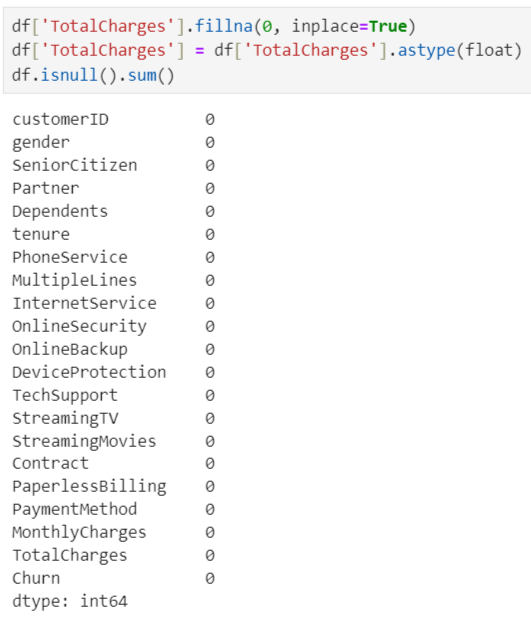 df['TotalCharges'].fillna(0, inplace=True)
df['TotalCharges'] = df['TotalCharges'].astype(float)
df.isnull().sum()
customerID 0
gender 0
SeniorCitizen 0
Partner 0
Dependents 0
tenure 0
PhoneService 0
MultipleLines 0
InternetService 0
OnlineSecurity 0
OnlineBackup 0
DeviceProtection 0
TechSupport 0
StreamingTV 0
StreamingMovies 0
Contract 0
PaperlessBilling 0
PaymentMethod 0
MonthlyCharges 0
TotalCharges 0
Churn 0
dtype: int64